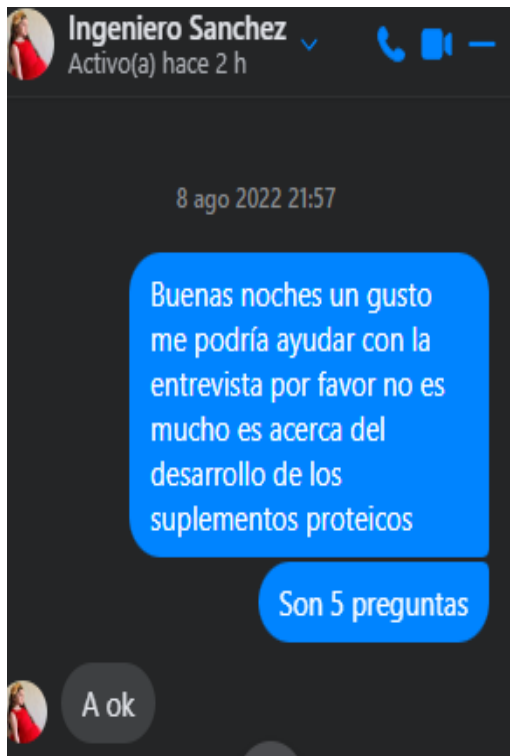 Ingeniero Sanchez
Activo(a) hace 2 h
8 ago 2022 21:57
Buenas noches un gusto
me podría ayudar con la
entrevista por favor no es
mucho es acerca del
desarrollo de los
suplementos proteicos
Son 5 preguntas
A ok